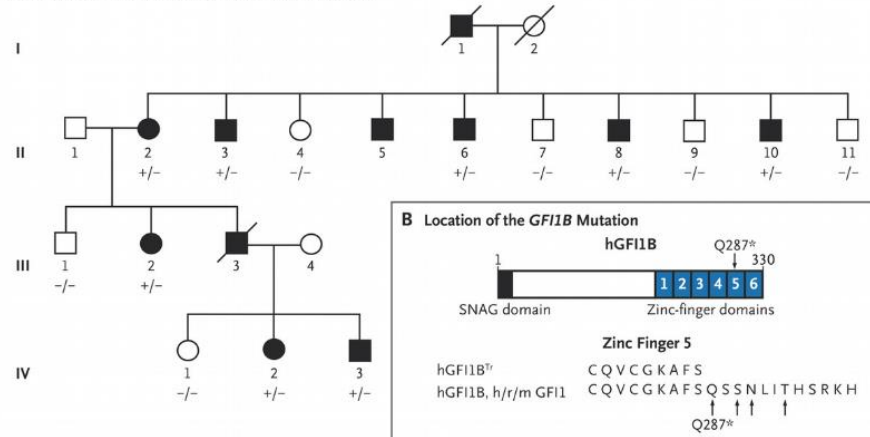 I
1 2
1 2 3 4 5 6 7 8 9 10 11
II
+/– +/– –/– +/– –/– +/– –/– +/– –/–
1 2 3 4
III
–/– +/–
1 2 3
IV
–/– +/– +/–
B Location of the GFI1B Mutation
hGFI1B Q287*
1 330
1 2 3 4 5 6
SNAG domain Zinc-finger domains
Zinc Finger 5
hGFI1BTr C Q V C G K A F S
hGFI1B, h/r/m GFI1 C Q V C G K A F S Q S S N L I T H S R K H
Q287*